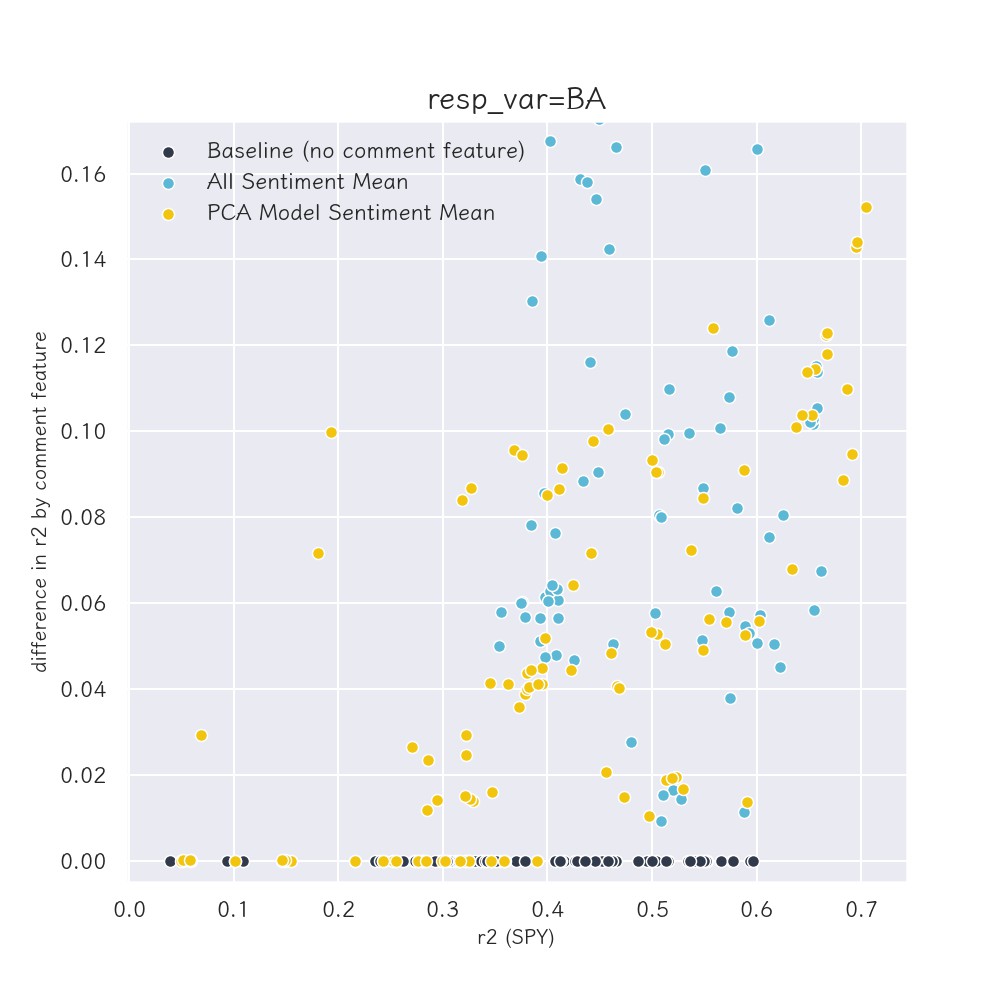 resp_var=BA
Baseline (no comment feature)
All Sentiment Mean
PCA Model Sentiment Mean
difference in r2 by comment feature
0.16
0.14
0.12
0.10
0.08
0.06
0.04
0.02
0.00
0.0 0.1 0.2 0.3 0.4 0.5 0.6 0.7
r2 (SPY)